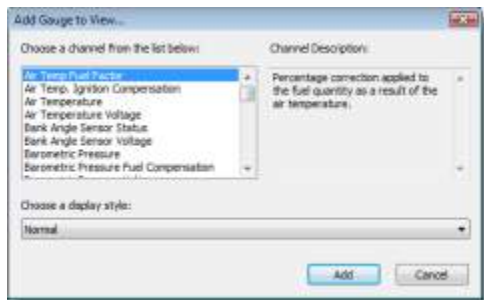 Add Gauge to View...
Choose a channel from the list below:
Air Temp Fuel Factor
Air Temp. Ignition Compensation
Air Temperature
Air Temperature Voltage
Bank Angle Sensor Status
Bank Angle Sensor Voltage
Barometric Pressure
Barometric Pressure Fuel Compensation
Channel Description:
Percentage correction applied to
the fuel quantity as a result of the
air temperature.
Choose a display style:
Normal
Add
Cancel